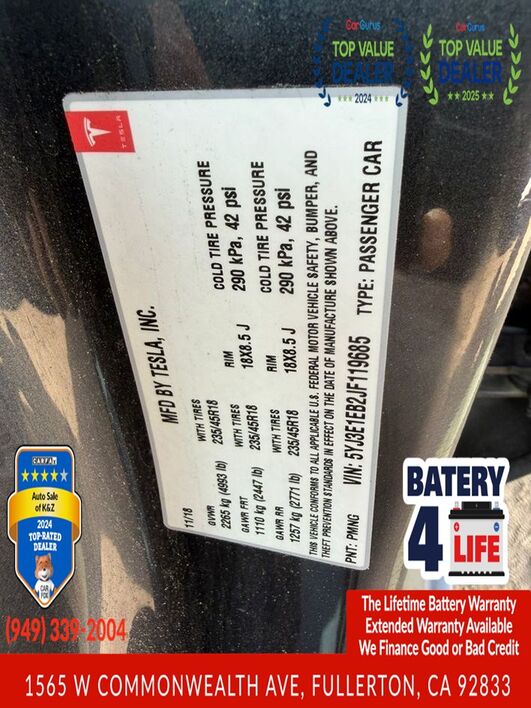 CarGurus
TOP VALUE
DEALER
2024
CarGurus
TOP VALUE
DEALER
2025
TESLA
MFD BY TESLA, INC.
11/18
GVWR WITH TIRES RIM COLD TIRE PRESSURE
2265 kg (4993 lb) 235/45R18 18X8.5 J 290 kPa, 42 psi
GAWR FRT WITH TIRES RIM COLD TIRE PRESSURE
1110 kg (2447 lb) 235/45R18 18X8.5 J 290 kPa, 42 psi
GAWR RR
1257 kg (2771 lb) 235/45R18
THIS VEHICLE CONFORMS TO ALL APPLICABLE U.S. FEDERAL MOTOR VEHICLE SAFETY, BUMPER, AND
THEFT PREVENTION STANDARDS IN EFFECT ON THE DATE OF MANUFACTURE SHOWN ABOVE.
PNT: PMNG VIN: 5YJ3E1EB2JF119685 TYPE: PASSENGER CAR
CARFAX
Auto Sale
of K&Z
2024
TOP-RATED
DEALER
CAR
FOX
(949) 339-2004
BATERY
4
LIFE
The Lifetime Battery Warranty
Extended Warranty Available
We Finance Good or Bad Credit
1565 W COMMONWEALTH AVE, FULLERTON, CA 92833